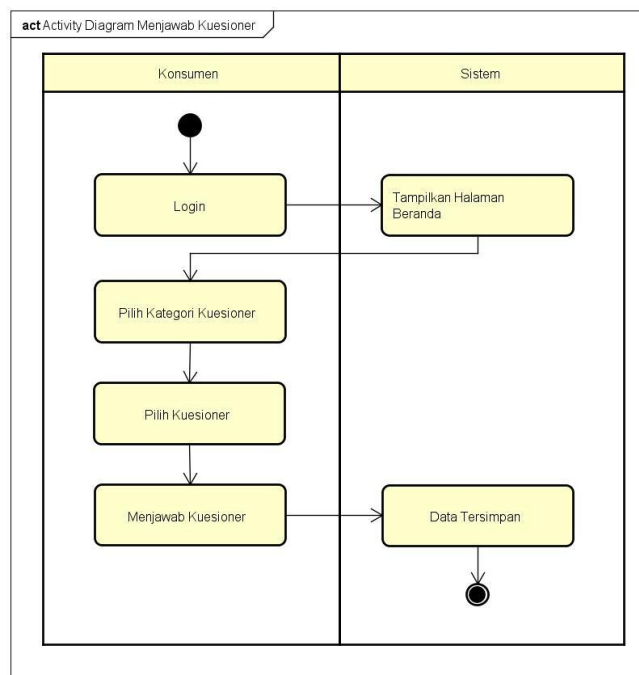 act Activity Diagram Menjawab Kuesioner
Konsumen
Sistem
Login
Tampilkan Halaman
Beranda
Pilih Kategori Kuesioner
Pilih Kuesioner
Menjawab Kuesioner
Data Tersimpan